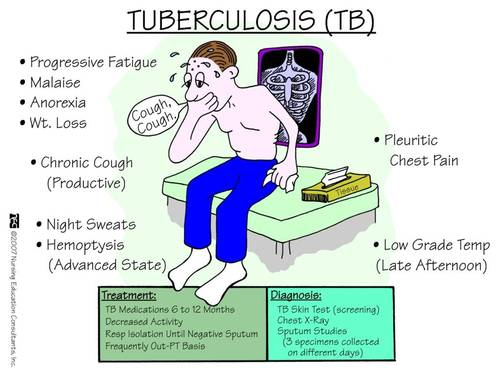 TUBERCULOSIS (TB)
• Progressive Fatigue
• Malaise
• Anorexia
• Wt. Loss
• Chronic Cough
(Productive)
• Night Sweats
• Hemoptysis
(Advanced State)
Cough,
Cough.
• Pleuritic
Chest Pain
Tissue
• Low Grade Temp
(Late Afternoon)
Treatment:
TB Medications 6 to 12 Months
Decreased Activity
Resp Isolation Until Negative Sputum
Frequently Out-PT Basis
Diagnosis:
TB Skin Test (screening)
Chest X-Ray
Sputum Studies
(3 specimens collected
on different days)
©2007 Nursing Education Consultants, Inc.